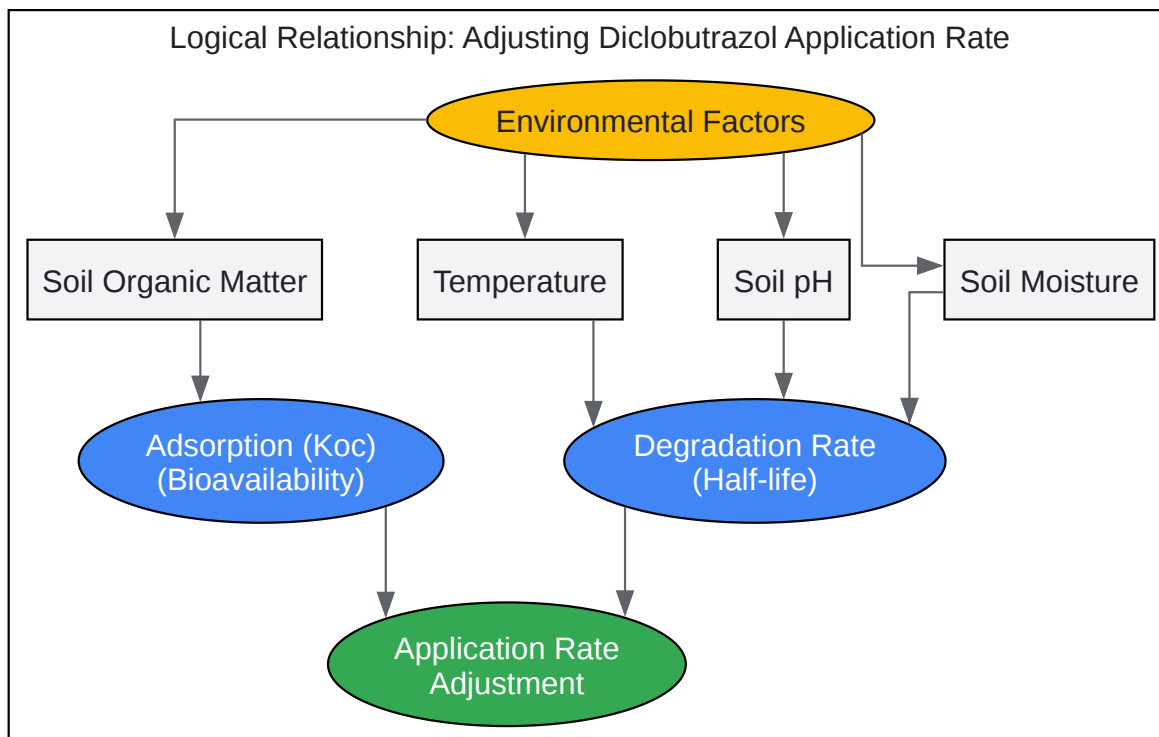 Logical Relationship: Adjusting Diclobutrazol Application Rate
Environmental Factors
Soil Organic Matter
Temperature
Soil pH
Soil Moisture
Adsorption (Koc)
(Bioavailability)
Degradation Rate
(Half-life)
Application Rate
Adjustment